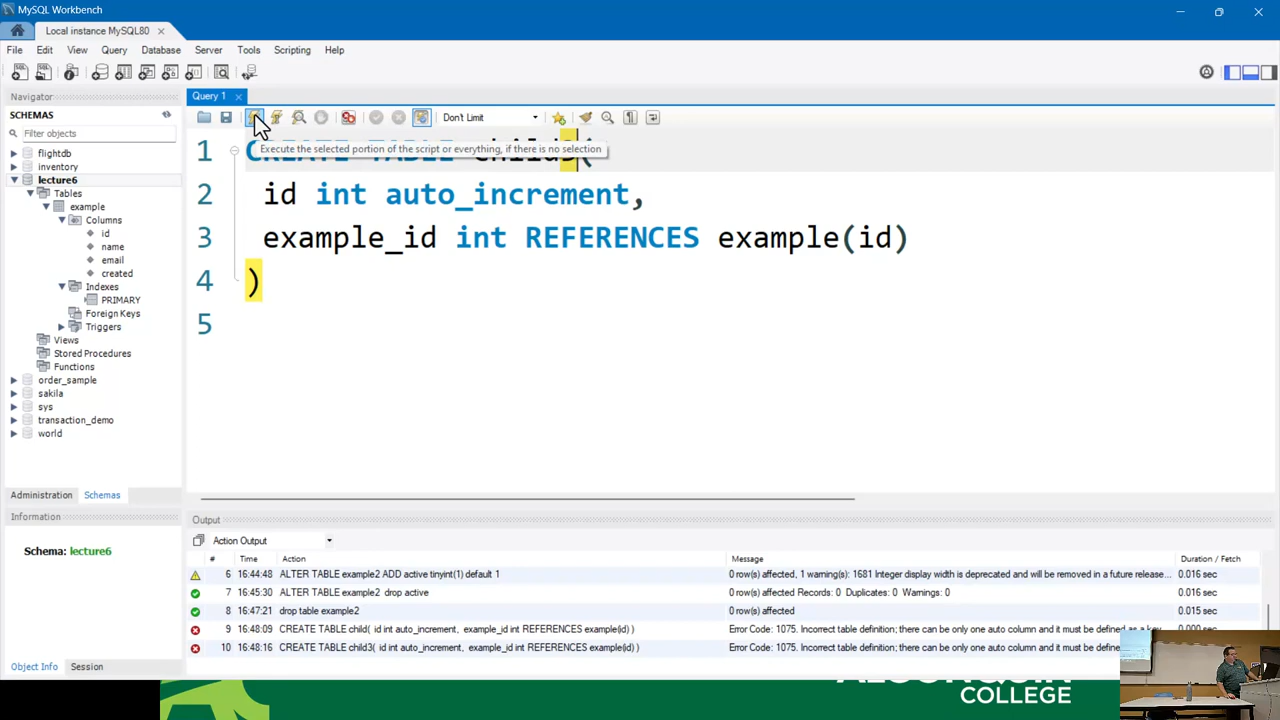 MySQL Workbench
Local instance MySQL80
File Edit View Query Database Server Tools Scripting Help
Navigator
SCHEMAS
Filter objects
flightdb
inventory
lecture6
Tables
example
Columns
id
name
email
created
Indexes
PRIMARY
Foreign Keys
Triggers
Views
Stored Procedures
Functions
order_sample
sakila
sys
transaction_demo
world
Administration Schemas
Information
Schema: lecture6
Object Info Session
Query 1
Don't Limit
Execute the selected portion of the script or everything, if there is no selection
1 CREATE TABLE child3(
2 id int auto_increment,
3 example_id int REFERENCES example(id)
4 )
5
Output
Action Output
# Time Action Message Duration / Fetch
6 16:44:48 ALTER TABLE example2 ADD active tinyint(1) default 1 0 row(s) affected, 1 warning(s): 1681 Integer display width is deprecated and will be removed in a future release... 0.016 sec
7 16:45:30 ALTER TABLE example2 drop active 0 row(s) affected Records: 0 Duplicates: 0 Warnings: 0 0.016 sec
8 16:47:21 drop table example2 0 row(s) affected 0.015 sec
9 16:48:09 CREATE TABLE child( id int auto_increment, example_id int REFERENCES example(id) ) Error Code: 1075. Incorrect table definition; there can be only one auto column and it must be defined as a key 0.000 sec
10 16:48:16 CREATE TABLE child3( id int auto_increment, example_id int REFERENCES example(id) ) Error Code: 1075. Incorrect table definition; there can be only one auto column and it must be defined
ALGONQUIN
COLLEGE